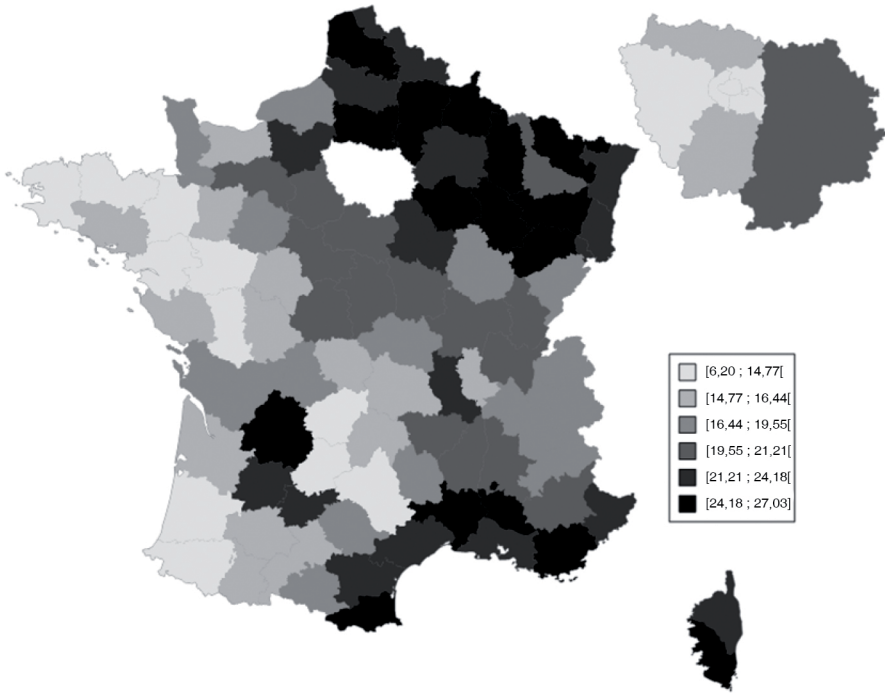 [6,20 ; 14,77[
[14,77 ; 16,44[
[16,44 ; 19,55[
[19,55 ; 21,21[
[21,21 ; 24,18[
[24,18 ; 27,03]